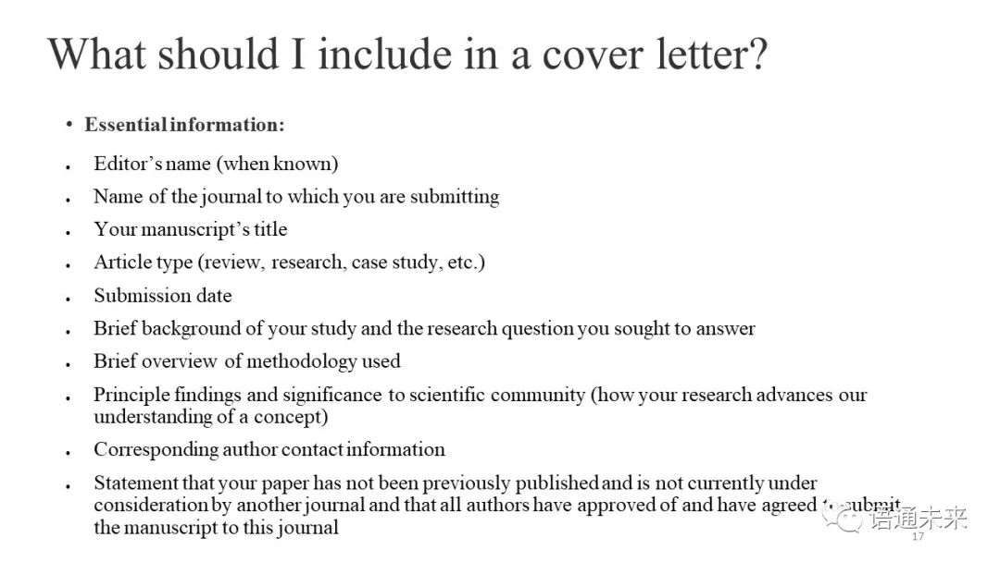 What should I include in a cover letter?
• Essential information:
• Editor's name (when known)
• Name of the journal to which you are submitting
• Your manuscript's title
• Article type (review, research, case study, etc.)
• Submission date
• Brief background of your study and the research question you sought to answer
• Brief overview of methodology used
• Principle findings and significance to scientific community (how your research advances our
understanding of a concept)
• Corresponding author contact information
• Statement that your paper has not been previously published and is not currently under
consideration by another journal and that all authors have approved of and have agreed to submit
the manuscript to this journal
语通未来
17